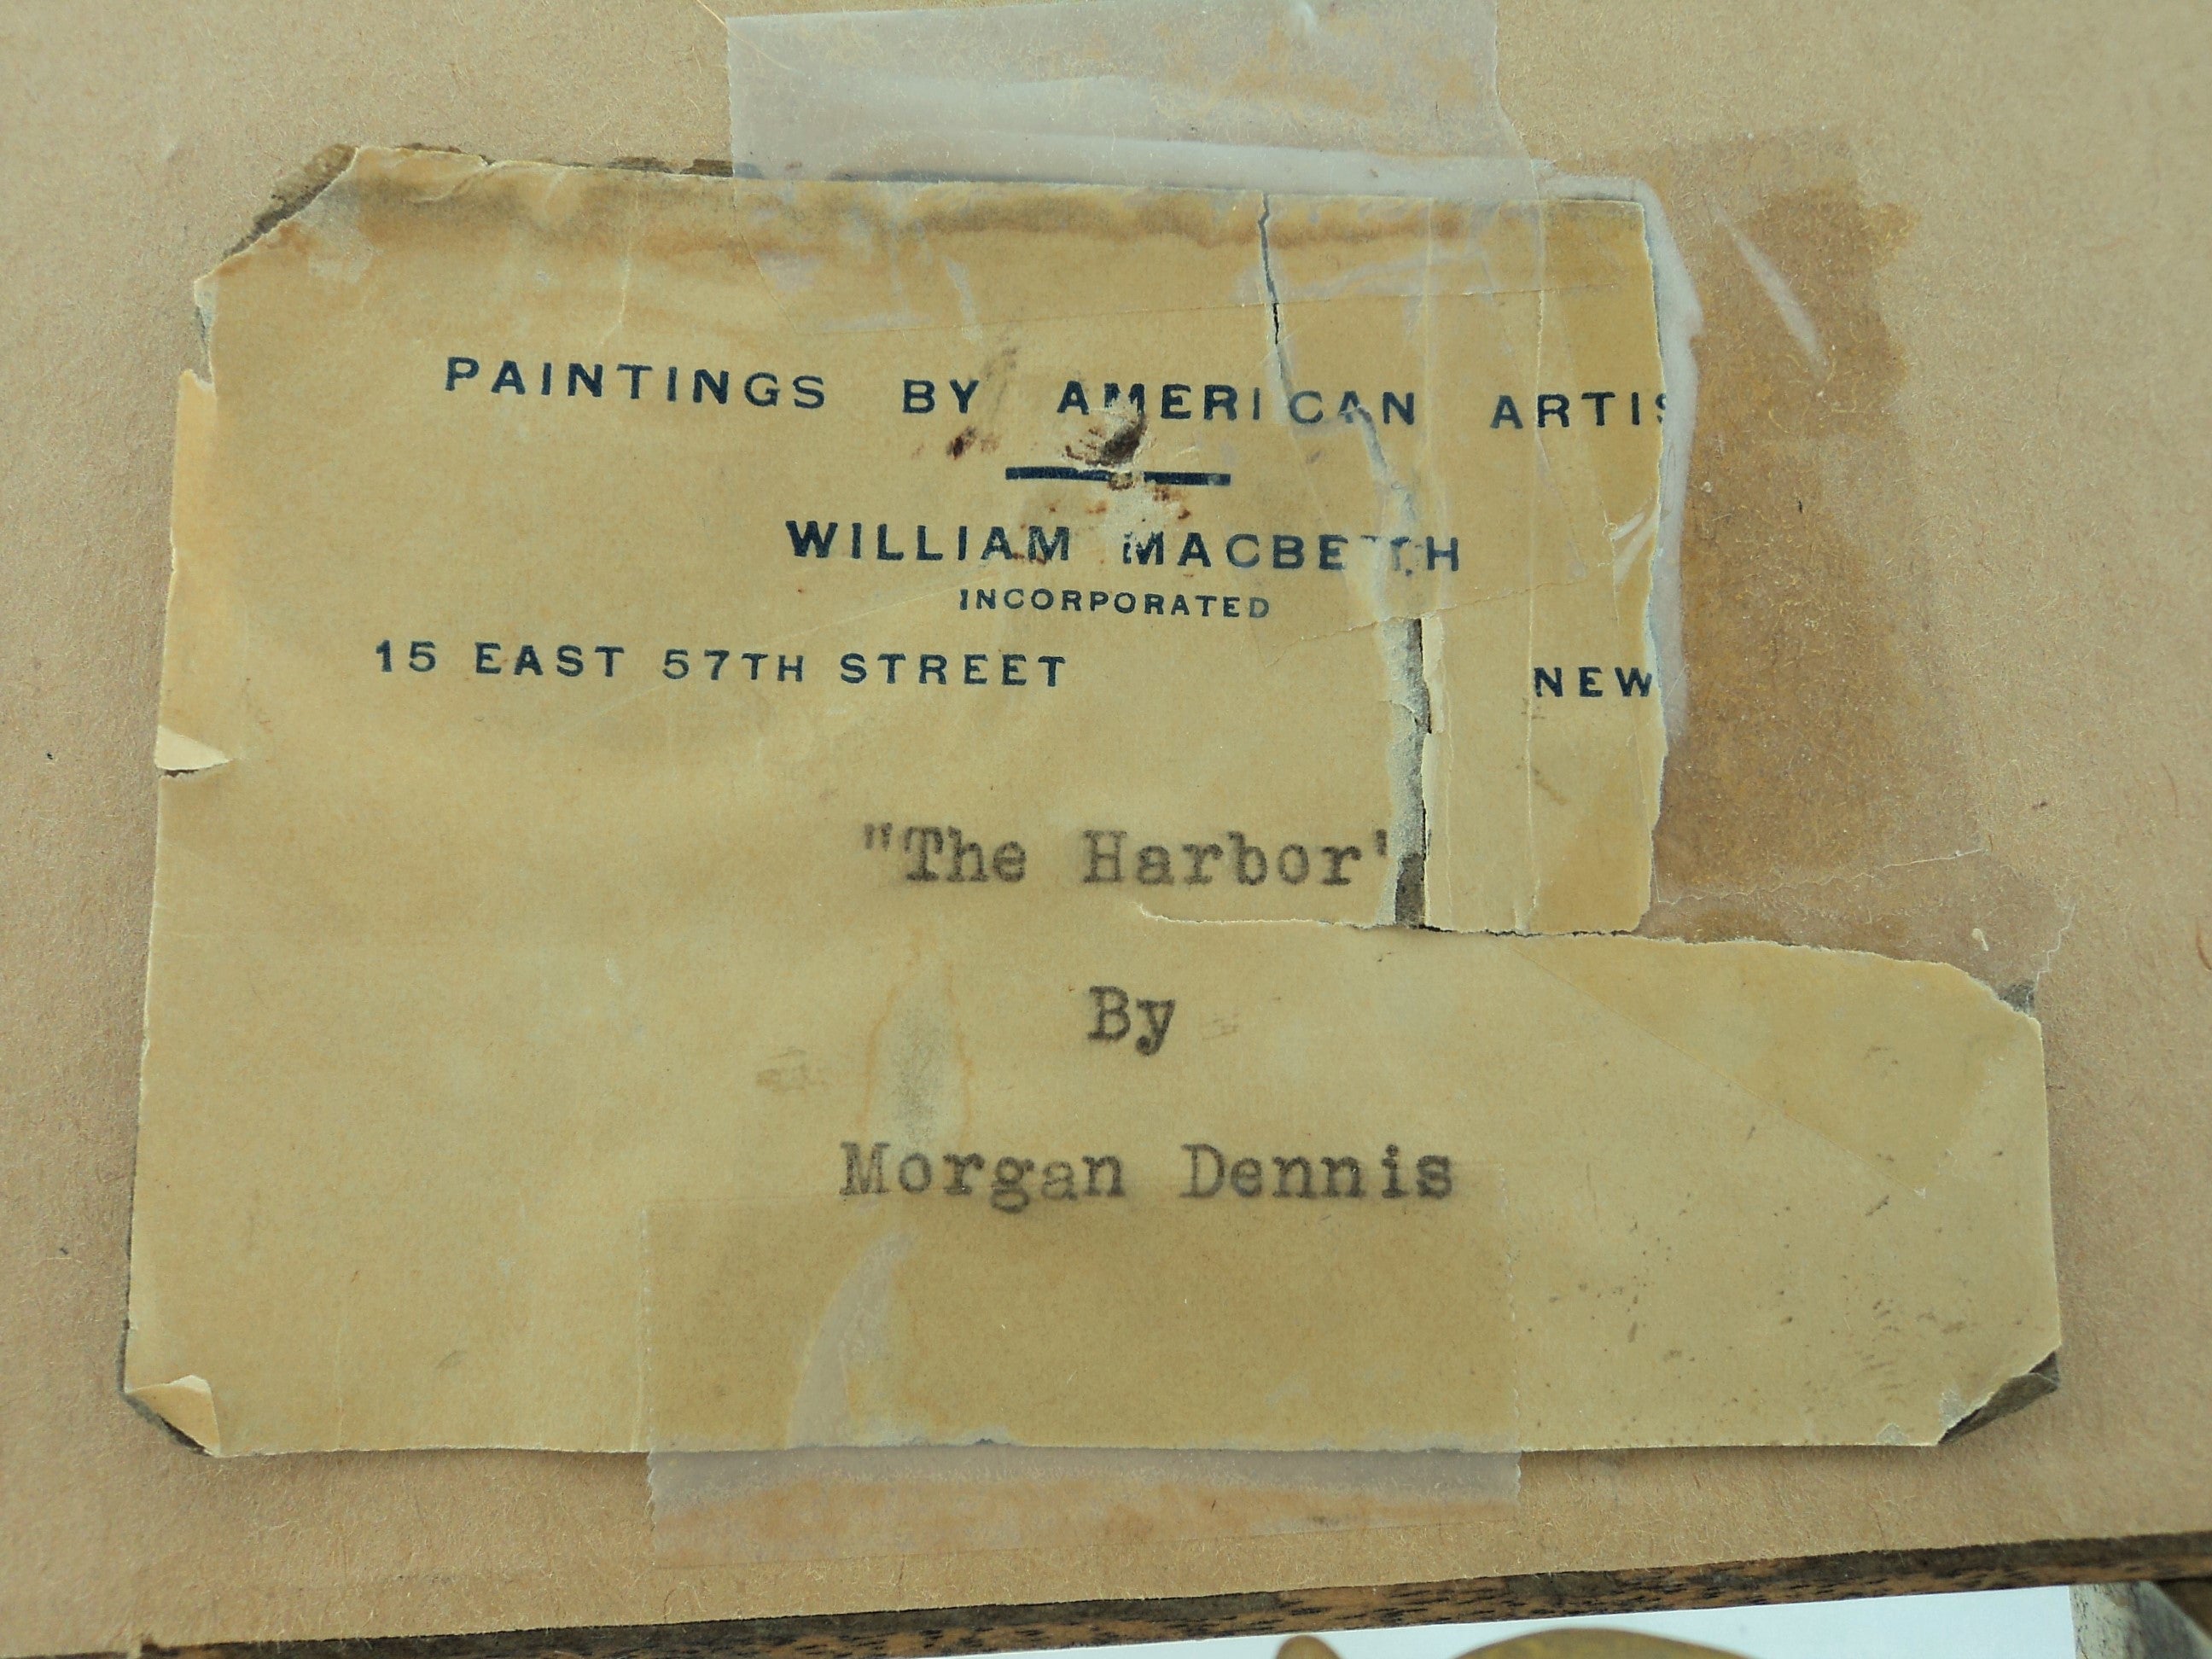 PAINTINGS BY AMERICAN ARTIS
WILLIAM MACBETH
INCORPORATED
15 EAST 57TH STREET NEW
"The Harbor'
By
Morgan Dennis